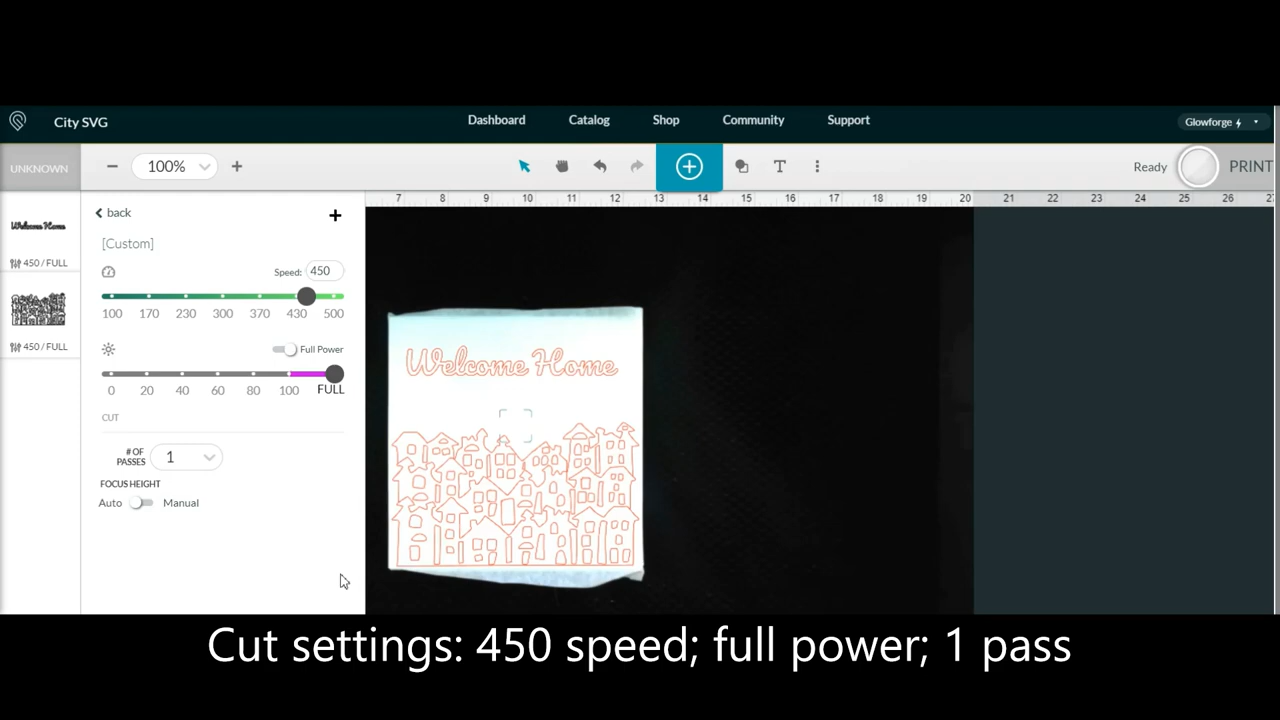 City SVG
Dashboard Catalog Shop Community Support
Glowforge
UNKNOWN
100%
T
Ready
PRINT
7 8 9 10 11 12 13 14 15 16 17 18 19 20 21 22 23 24 25 26
Welcome Home
450 / FULL
450 / FULL
back
[Custom]
Speed: 450
100 170 230 300 370 430 500
Full Power
0 20 40 60 80 100 FULL
CUT
# OF PASSES 1
FOCUS HEIGHT
Auto Manual
Welcome Home
Cut settings: 450 speed; full power; 1 pass